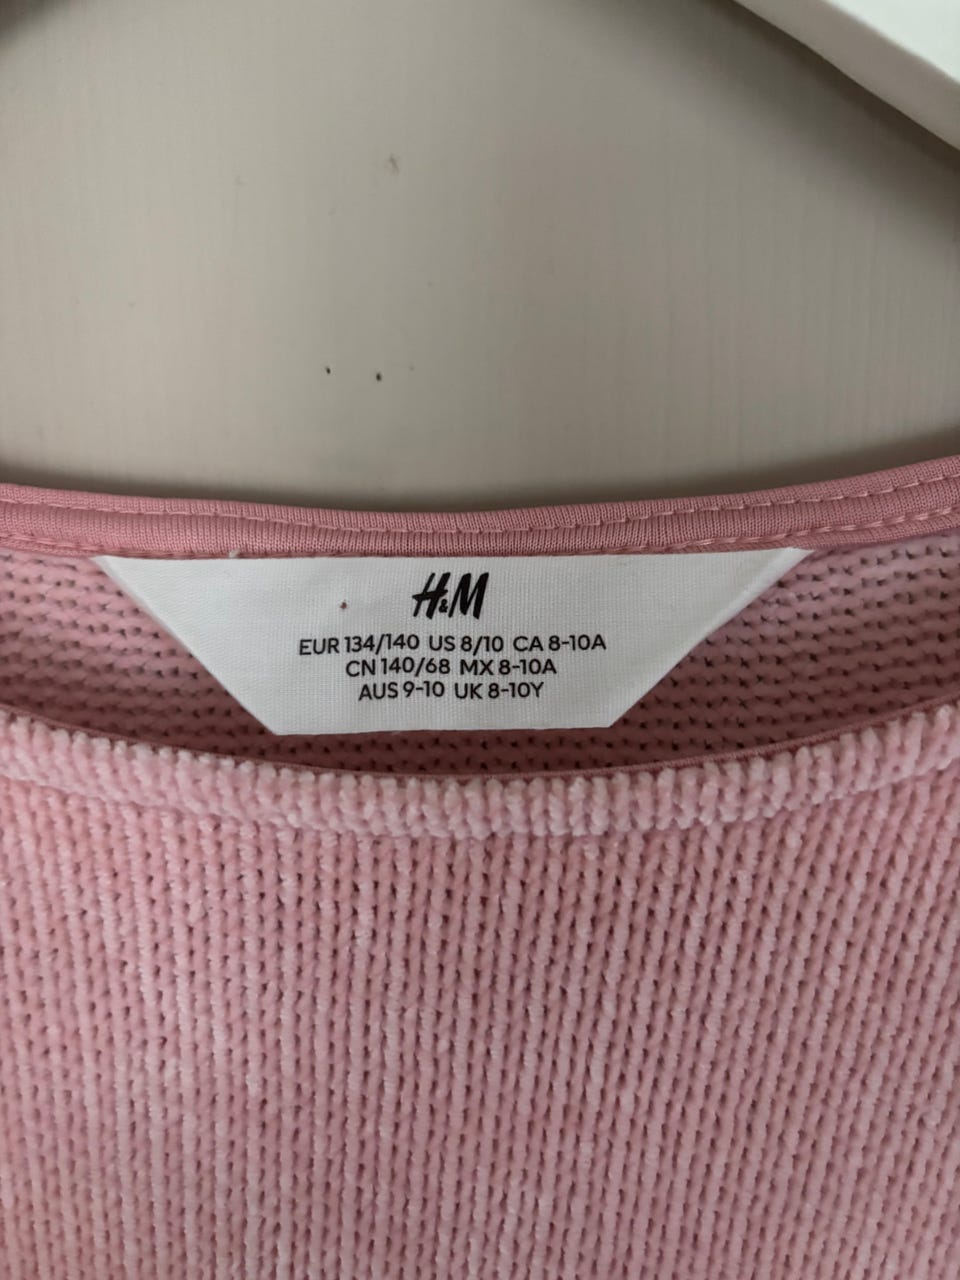 H&M
EUR 134/140 US 8/10 CA 8-10A
CN 140/68 MX 8-10A
AUS 9-10 UK 8-10Y